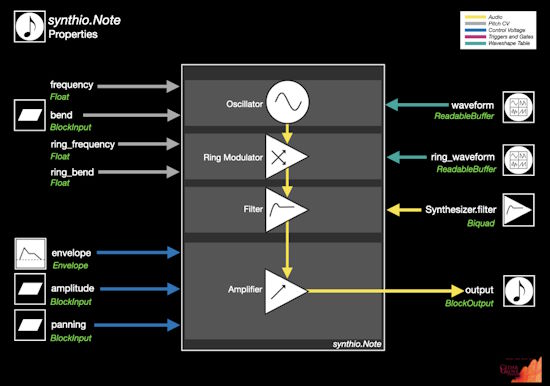 synthio.Note
Properties
Audio
Pitch CV
Control Voltage
Triggers and Gates
Waveshape Table
frequency
Float
bend
BlockInput
ring_frequency
Float
ring_bend
Float
envelope
Envelope
amplitude
BlockInput
panning
BlockInput
Oscillator
Ring Modulator
Filter
Amplifier
synthio.Note
waveform
ReadableBuffer
ring_waveform
ReadableBuffer
Synthesizer.filter
Biquad
output
BlockOutput